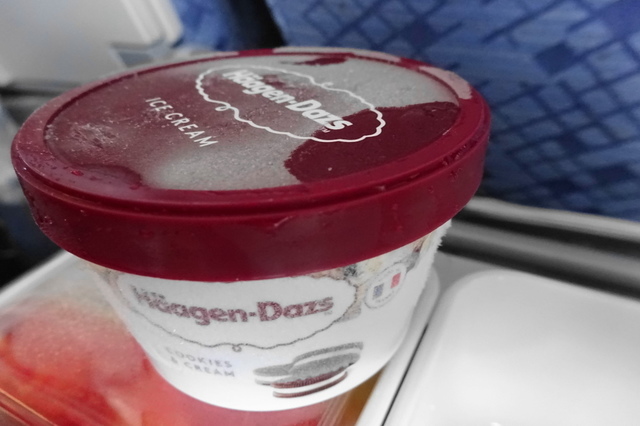 Häagen-Dazs
ICE CREAM
Häagen-Dazs
COOKIES
& CREAM